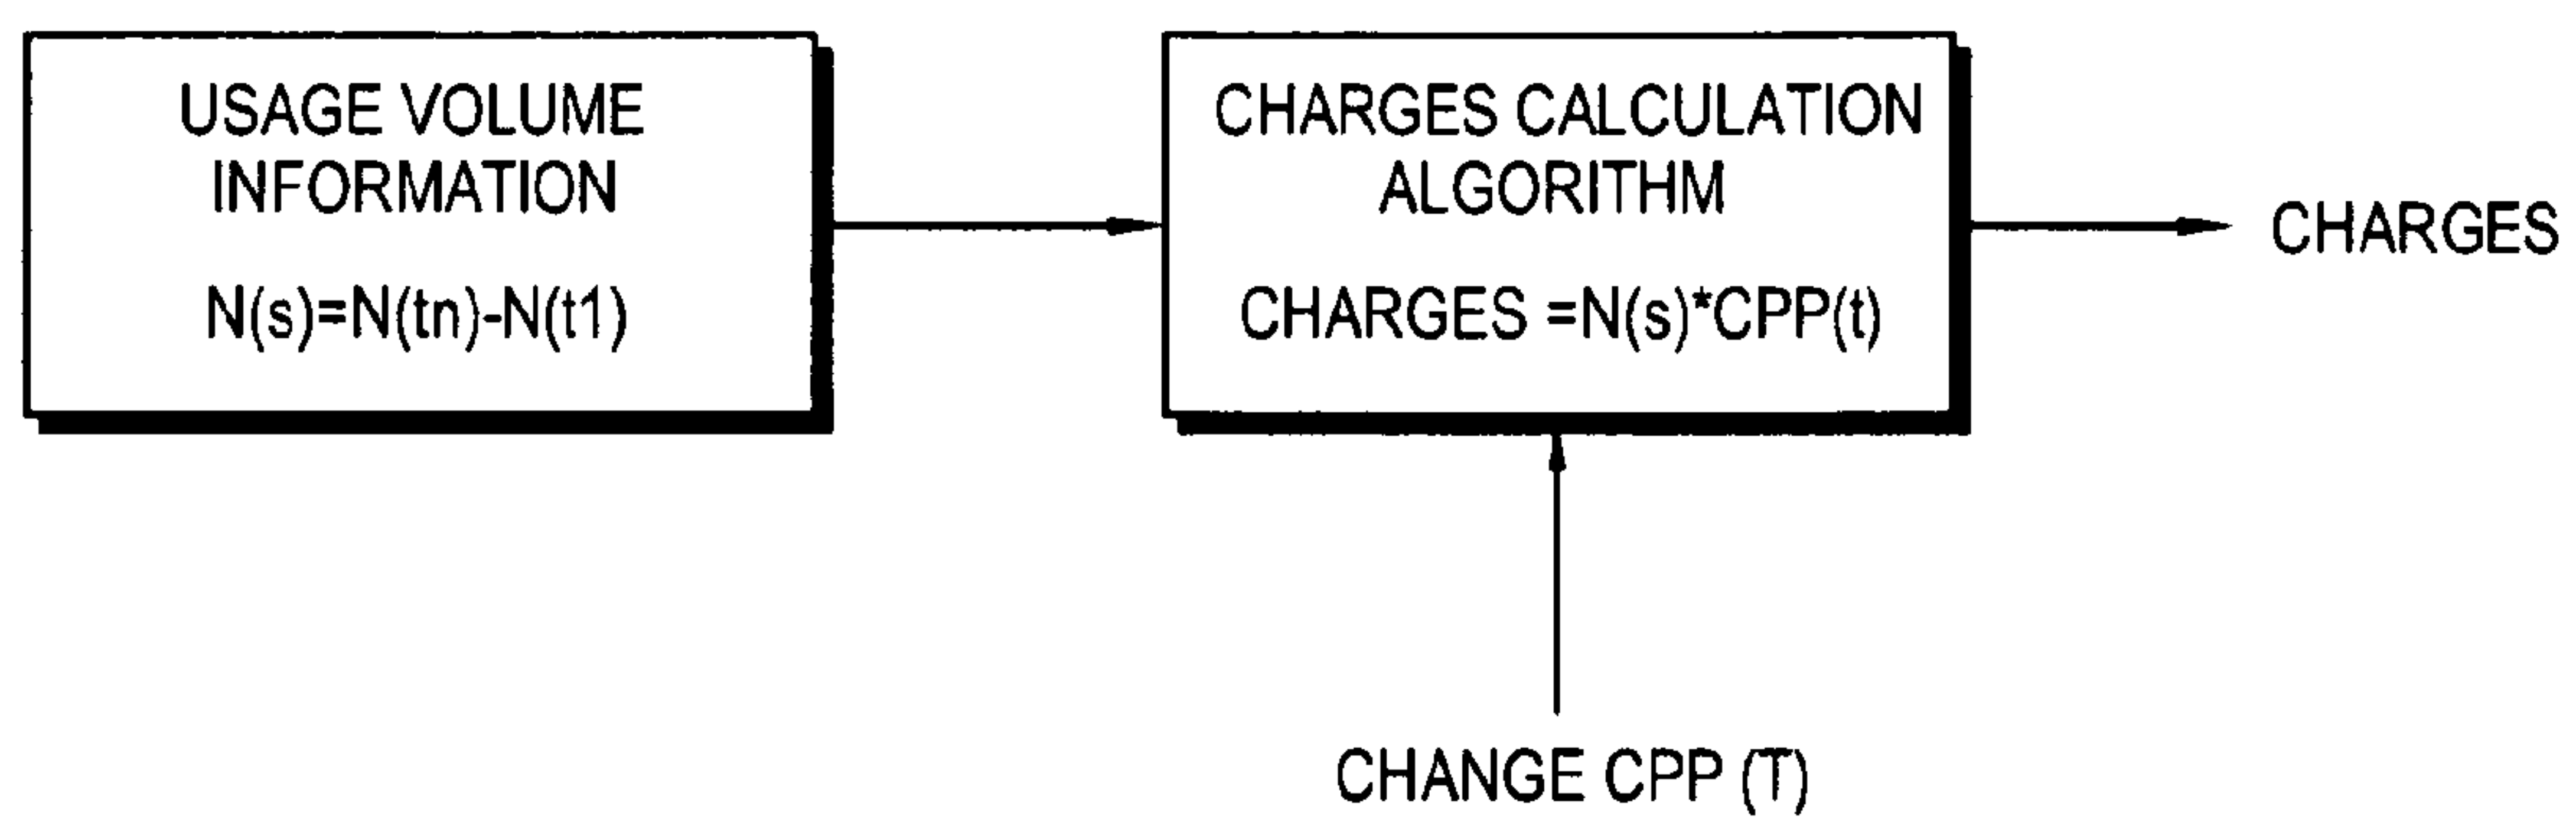 USAGE VOLUME
INFORMATION
N(s)=N(tn)-N(t1)
CHARGES CALCULATION
ALGORITHM
CHARGES =N(s)*CPP(t)
CHARGES
CHANGE CPP (T)